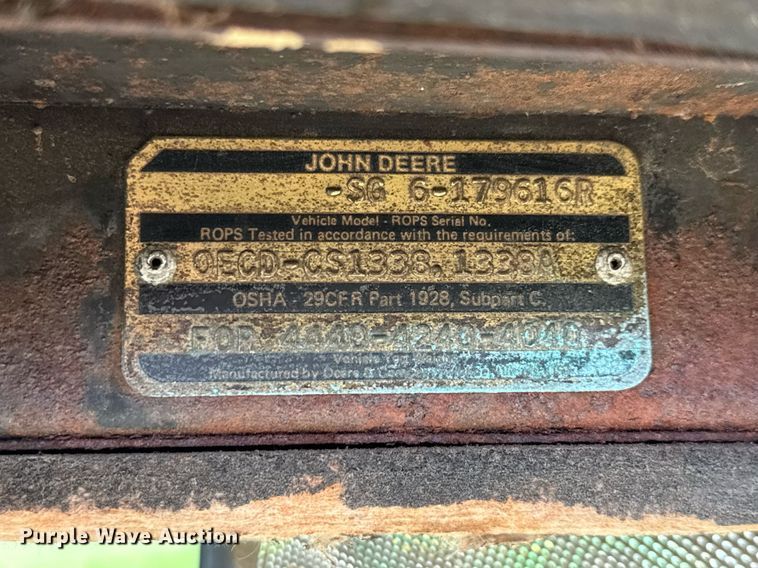 JOHN DEERE
-SG 6-179616R
Vehicle Model - ROPS Serial No.
ROPS Tested in accordance with the requirements of:
OECD-CS1338, 1338A
OSHA - 29CFR Part 1928, Subpart C.
FOR 4440-4240-4040
Vehicle
Manufactured by Deere &
Purple Wave Auction